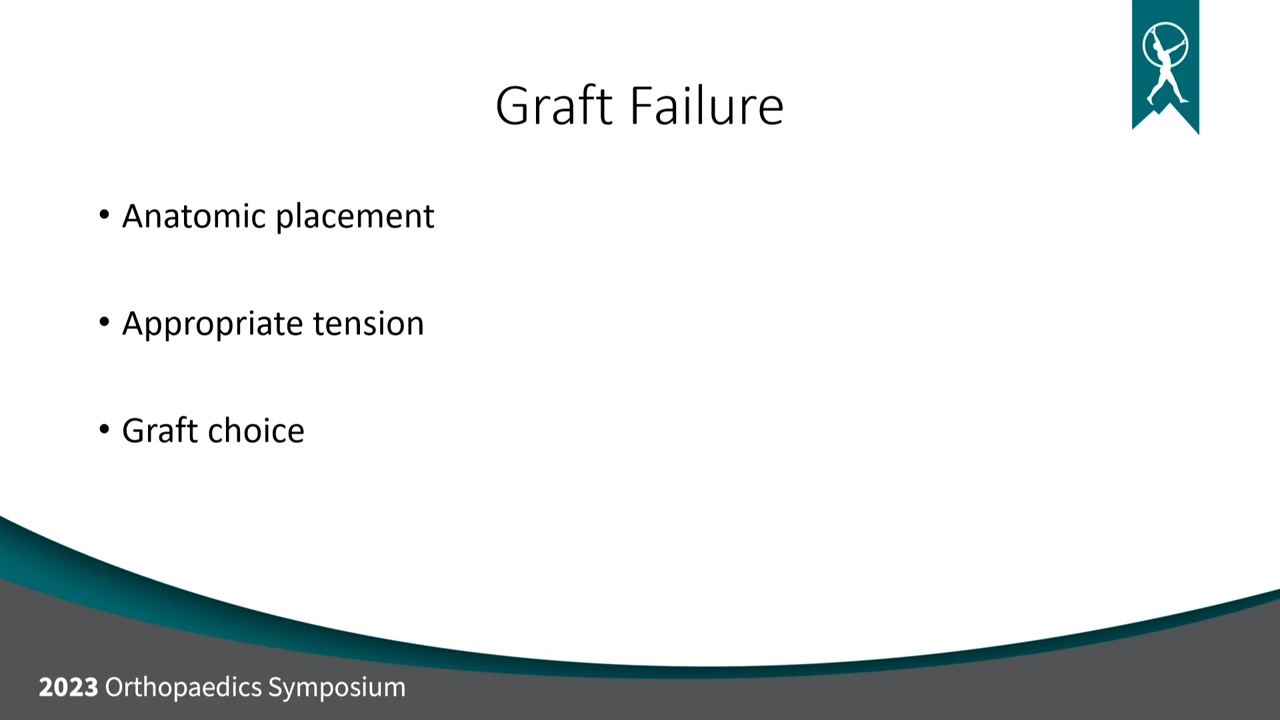 Graft Failure
• Anatomic placement
• Appropriate tension
• Graft choice
2023 Orthopaedics Symposium